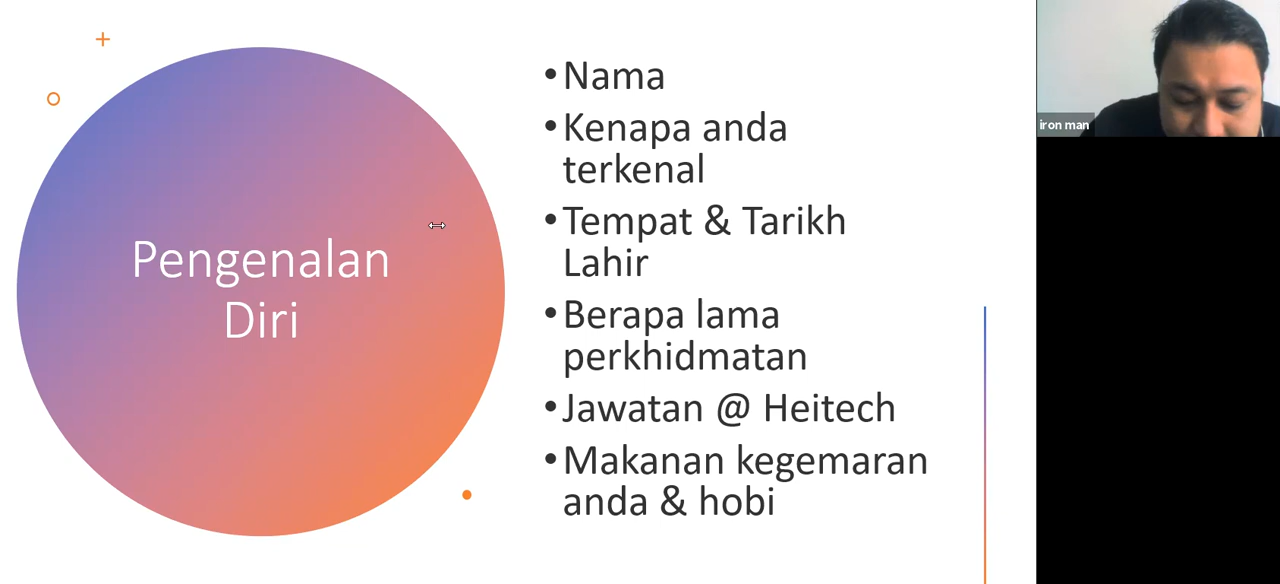 Pengenalan
Diri
• Nama
• Kenapa anda
terkenal
• Tempat & Tarikh
Lahir
• Berapa lama
perkhidmatan
• Jawatan @ Heitech
• Makanan kegemaran
anda & hobi
iron man